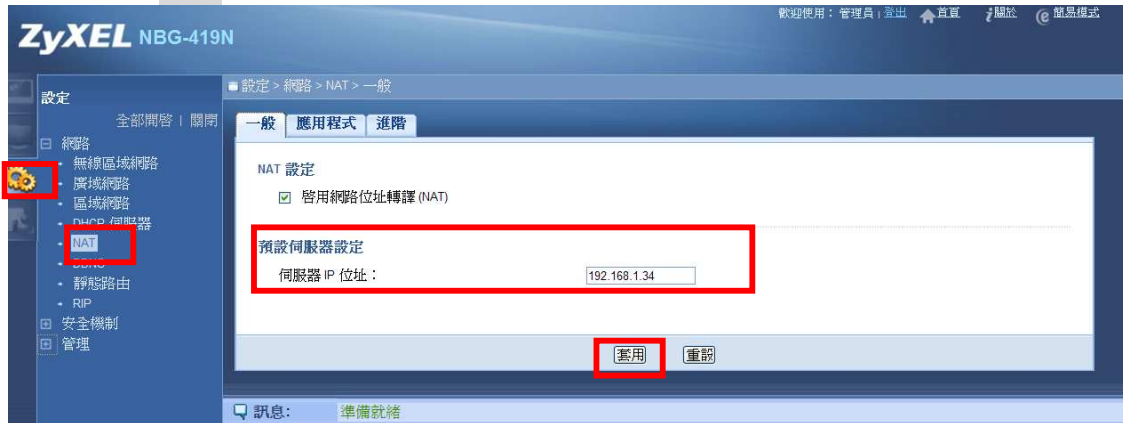 歡迎使用：管理員 | 登出 首頁 關於 簡易模式
ZyXEL NBG-419N
設定 > 網路 > NAT > 一般
設定
全部開啓 | 關閉
一般 應用程式 進階
網路
無線區域網路
廣域網路
區域網路
DHCP 伺服器
NAT
DDNS
靜態路由
RIP
安全機制
管理
NAT 設定
啓用網路位址轉譯 (NAT)
預設伺服器設定
伺服器 IP 位址： 192.168.1.34
套用 重設
訊息: 準備就緒